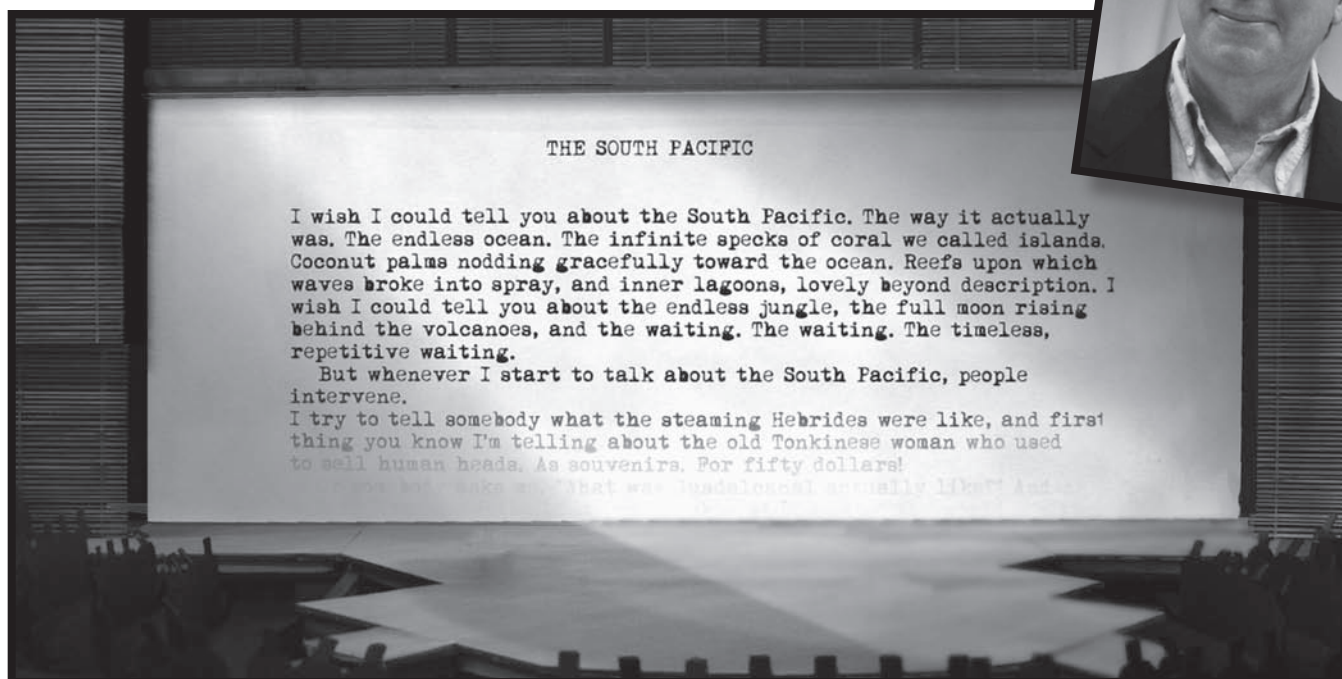 THE SOUTH PACIFIC
I wish I could tell you about the South Pacific. The way it actually
was. The endless ocean. The infinite specks of coral we called islands.
Coconut palms nodding gracefully toward the ocean. Reefs upon which
waves broke into spray, and inner lagoons, lovely beyond description. I
wish I could tell you about the endless jungle, the full moon rising
behind the volcanoes, and the waiting. The waiting. The timeless,
repetitive waiting.
But whenever I start to talk about the South Pacific, people
intervene.
I try to tell somebody what the steaming Hebrides were like, and first
thing you know I'm telling about the old Tonkinese woman who used
to sell human heads. As souvenirs. For fifty dollars!
actually like?